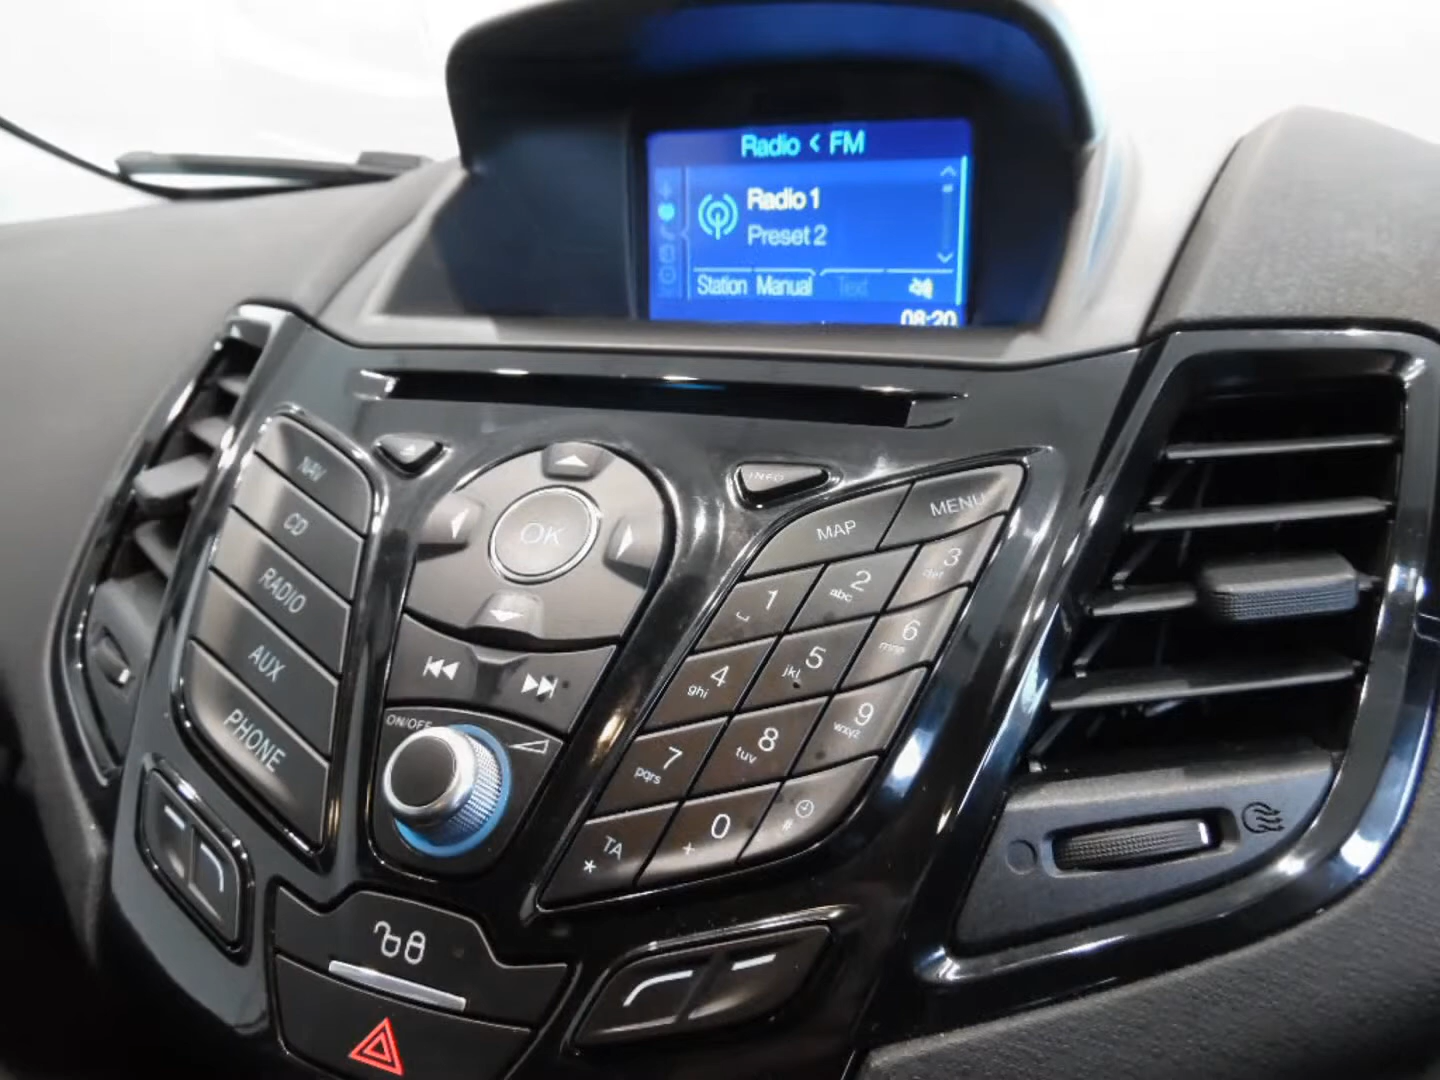 Radio < FM
Radio 1
Preset 2
Station Manual Text
08:20
NAV
CD
RADIO
AUX
PHONE
OK
ON/OFF
INFO
MAP MENU
1 2 abc 3 def
4 ghi 5 jkl 6 mno
7 pqrs 8 tuv 9 wxyz
TA * 0 + #